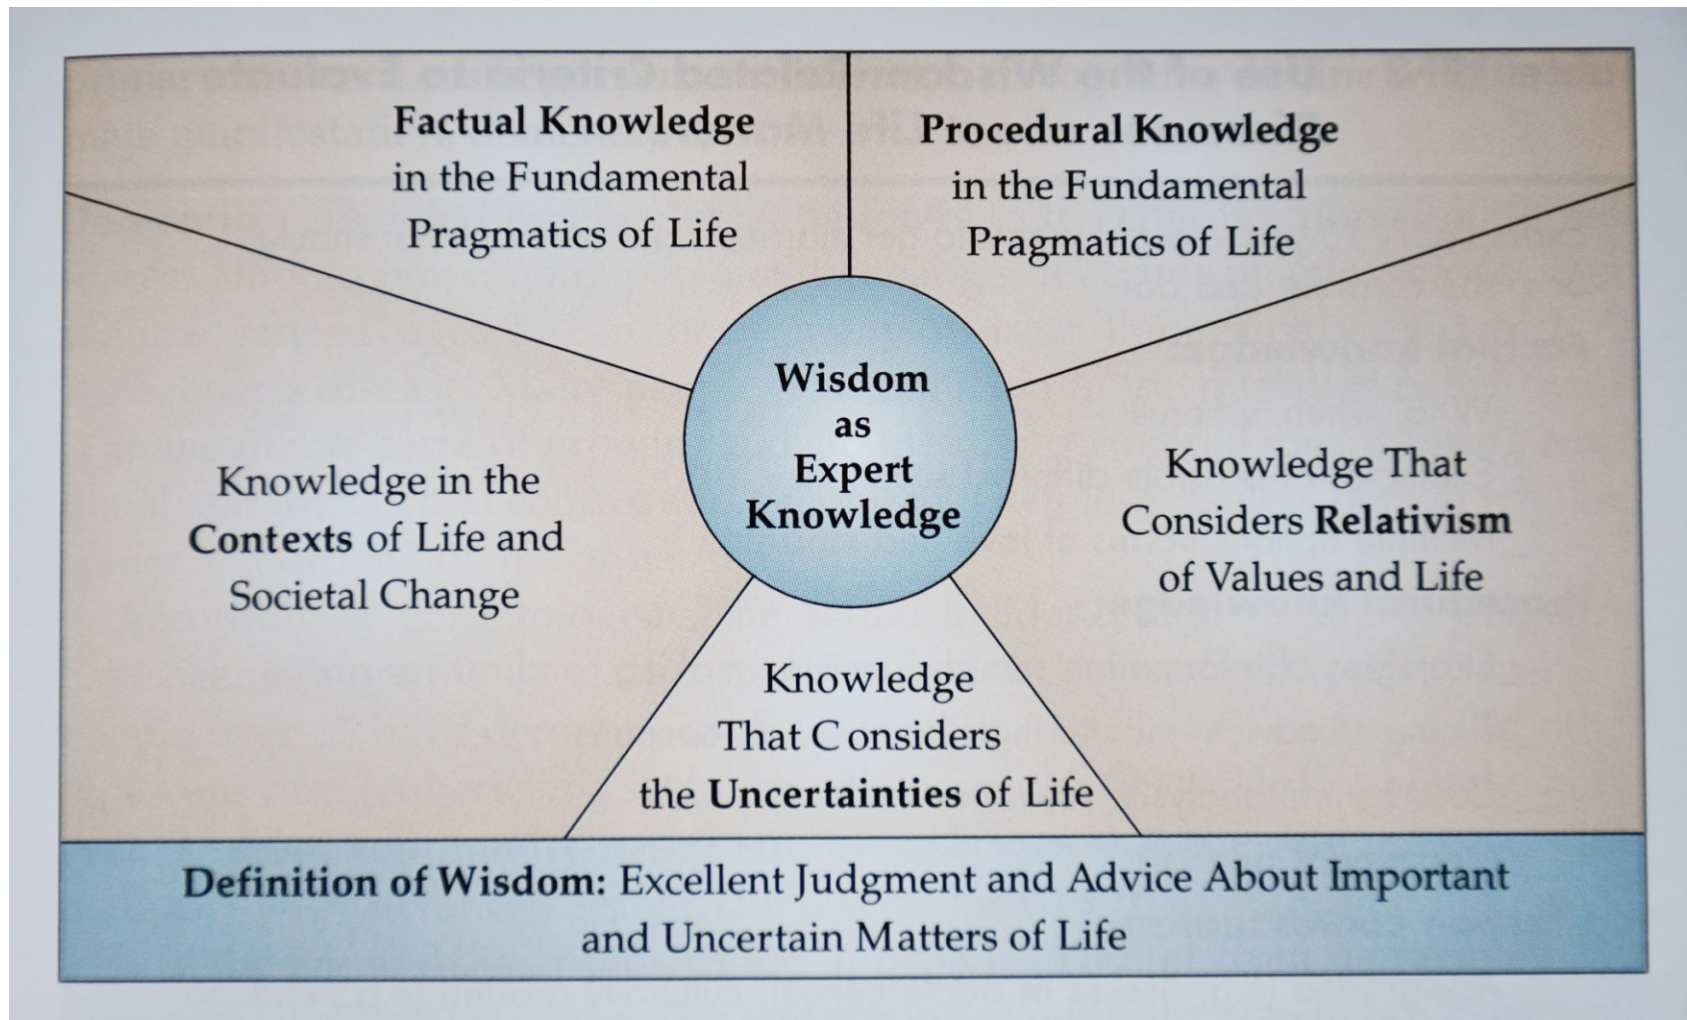 Factual Knowledge
in the Fundamental
Pragmatics of Life
Procedural Knowledge
in the Fundamental
Pragmatics of Life
Wisdom
as
Expert
Knowledge
Knowledge in the
Contexts of Life and
Societal Change
Knowledge That
Considers Relativism
of Values and Life
Knowledge
That Considers
the Uncertainties of Life
Definition of Wisdom: Excellent Judgment and Advice About Important
and Uncertain Matters of Life